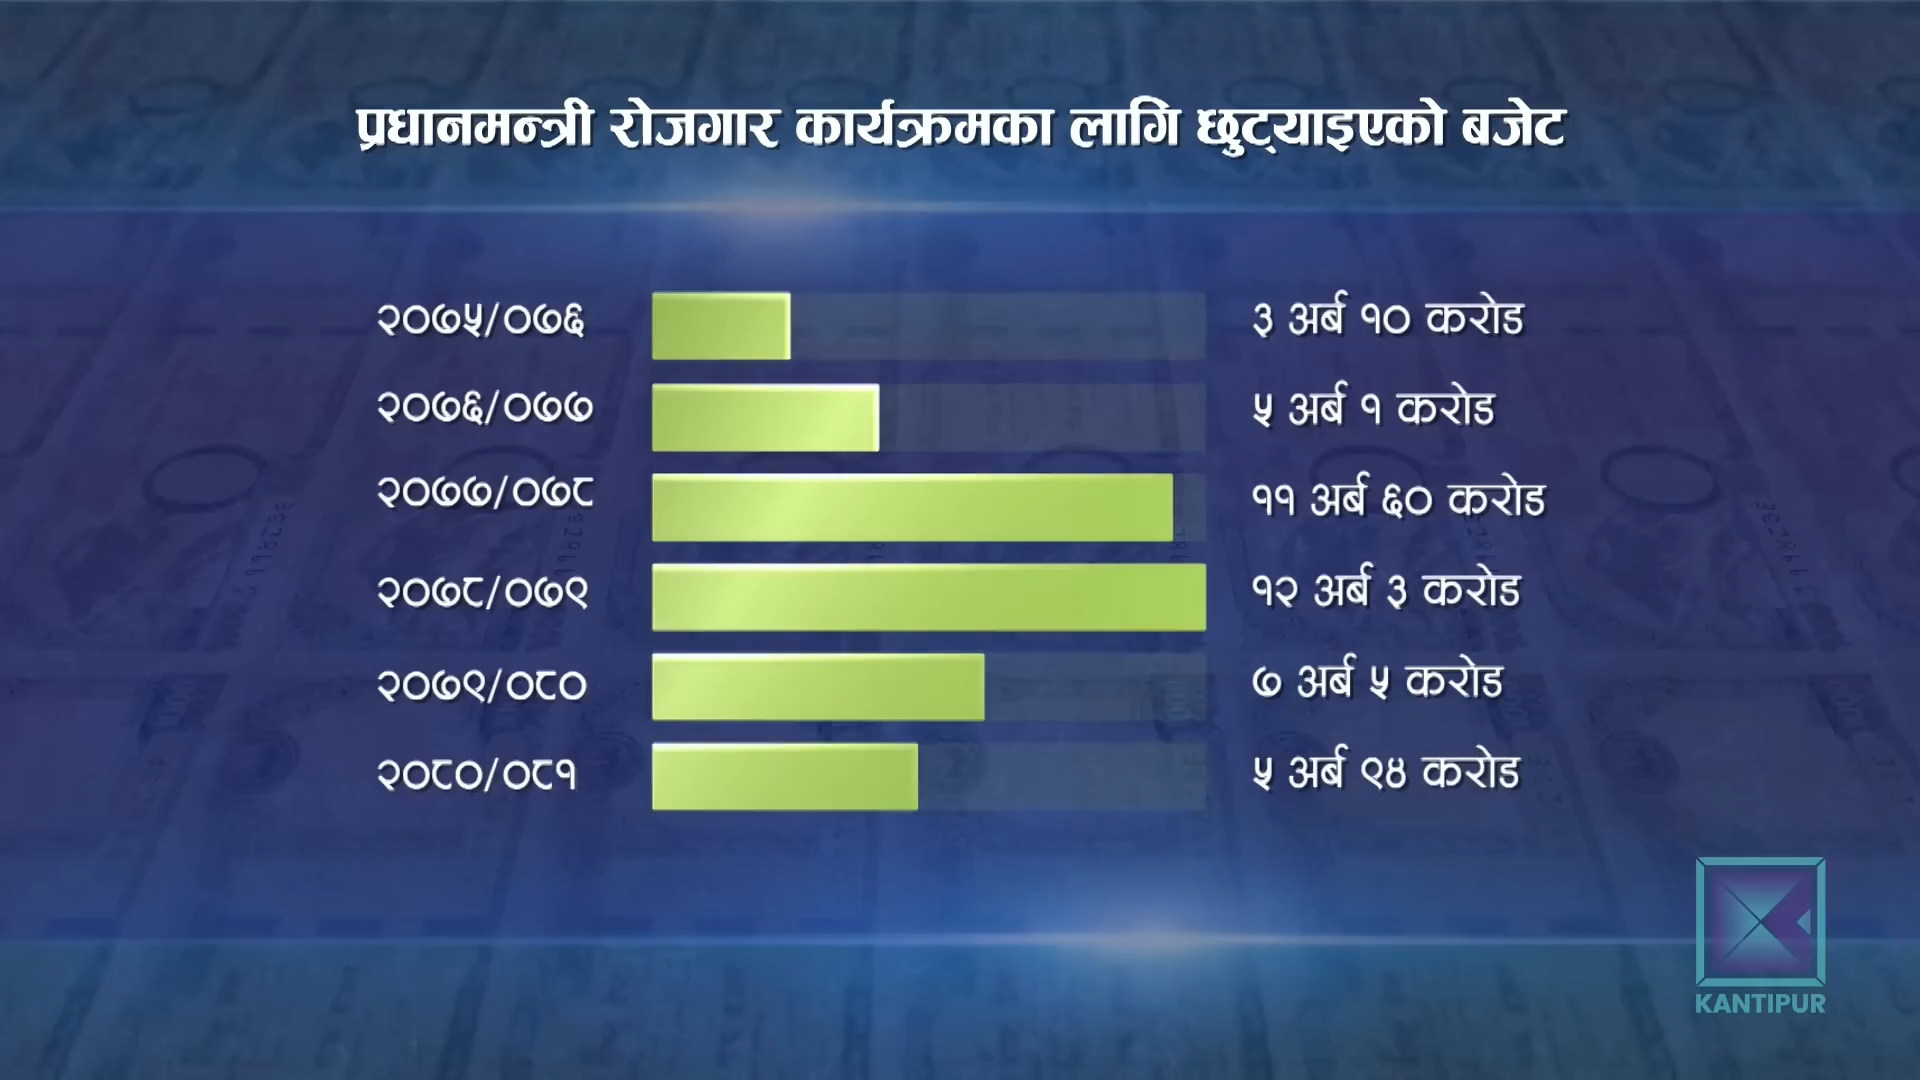 प्रधानमन्त्री रोजगार कार्यक्रमका लागि छुट्याइएको बजेट
२०७५/०७६ ३ अर्ब १० करोड
२०७६/०७७ ५ अर्ब १ करोड
२०७७/०७८ ११ अर्ब ६० करोड
२०७८/०७९ १२ अर्ब ३ करोड
२०७९/०८० ७ अर्ब ५ करोड
२०८०/०८१ ५ अर्ब ९४ करोड
KANTIPUR